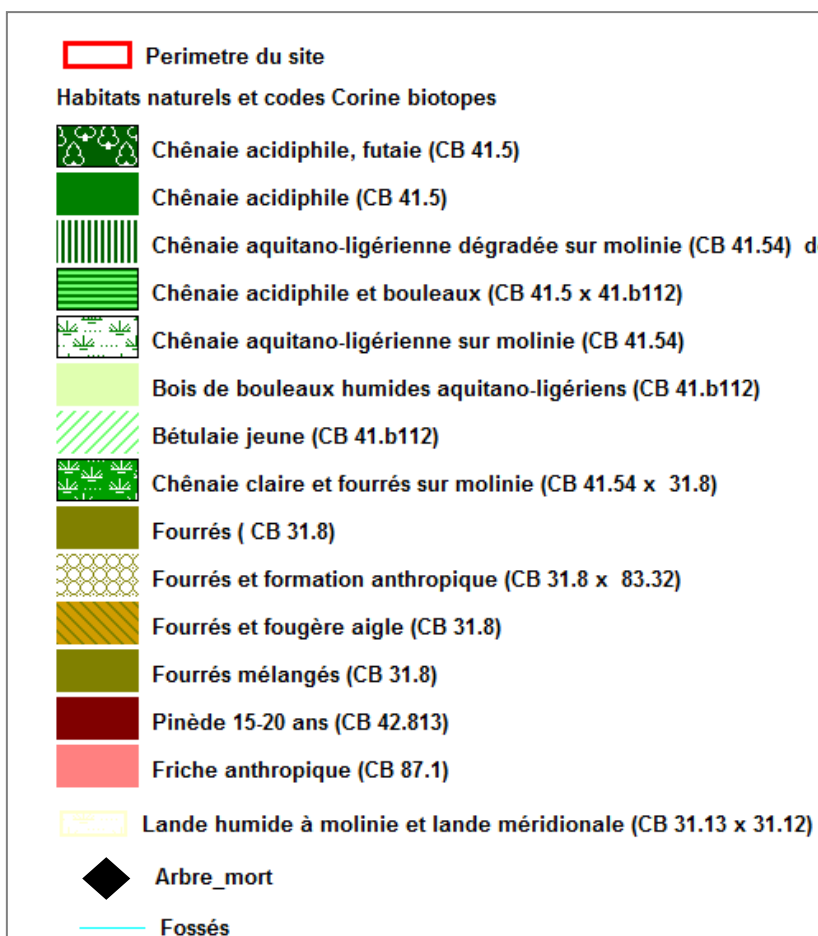 Perimetre du site
Habitats naturels et codes Corine biotopes
Chênaie acidiphile, futaie (CB 41.5)
Chênaie acidiphile (CB 41.5)
Chênaie aquitano-ligérienne dégradée sur molinie (CB 41.54)
Chênaie acidiphile et bouleaux (CB 41.5 x 41.b112)
Chênaie aquitano-ligérienne sur molinie (CB 41.54)
Bois de bouleaux humides aquitano-ligériens (CB 41.b112)
Bétulaie jeune (CB 41.b112)
Chênaie claire et fourrés sur molinie (CB 41.54 x 31.8)
Fourrés ( CB 31.8)
Fourrés et formation anthropique (CB 31.8 x 83.32)
Fourrés et fougère aigle (CB 31.8)
Fourrés mélangés (CB 31.8)
Pinède 15-20 ans (CB 42.813)
Friche anthropique (CB 87.1)
Lande humide à molinie et lande méridionale (CB 31.13 x 31.12)
Arbre_mort
Fossés